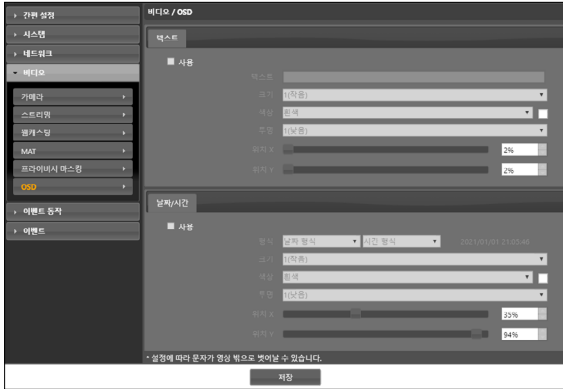 간편 설정
시스템
네트워크
비디오
카메라
스트리밍
웹캐스팅
MAT
프라이버시 마스킹
OSD
이벤트 동작
이벤트
비디오 / OSD
텍스트
사용
텍스트
크기 1(작음)
색상 흰색
투명 1(낮음)
위치 X 2%
위치 Y 2%
날짜/시간
사용
형식 날짜 형식 시간 형식 2021/01/01 21:05:46
크기 1(작음)
색상 흰색
투명 1(낮음)
위치 X 35%
위치 Y 94%
* 설정에 따라 문자가 영상 밖으로 벗어날 수 있습니다.
저장